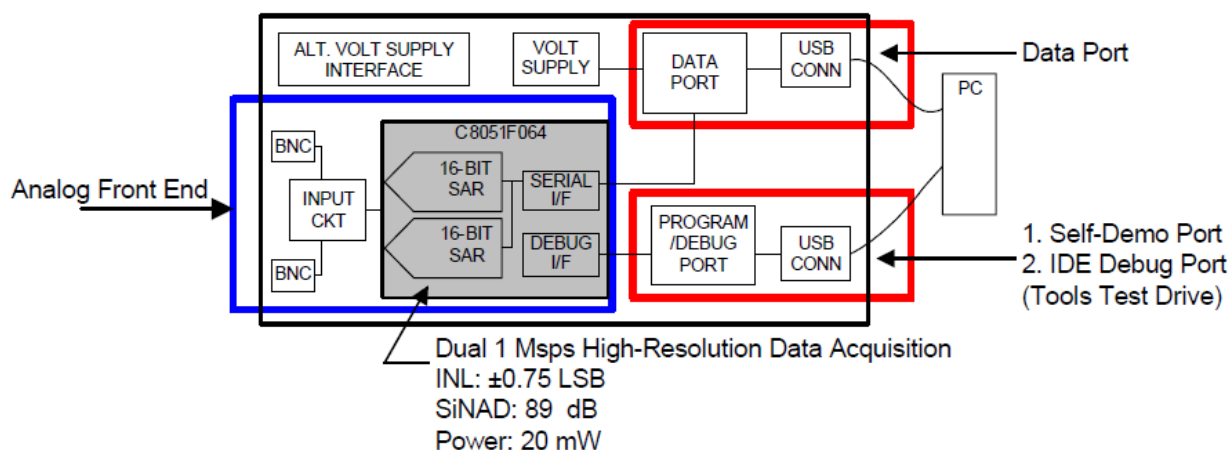 ALT. VOLT SUPPLY
INTERFACE
VOLT
SUPPLY
DATA
PORT
USB
CONN
Data Port
PC
C8051F064
BNC
16-BIT
SAR
SERIAL
I/F
Analog Front End
INPUT
CKT
16-BIT
SAR
DEBUG
I/F
BNC
PROGRAM
/DEBUG
PORT
USB
CONN
1. Self-Demo Port
2. IDE Debug Port
(Tools Test Drive)
Dual 1 Msps High-Resolution Data Acquisition
INL: ±0.75 LSB
SiNAD: 89 dB
Power: 20 mW